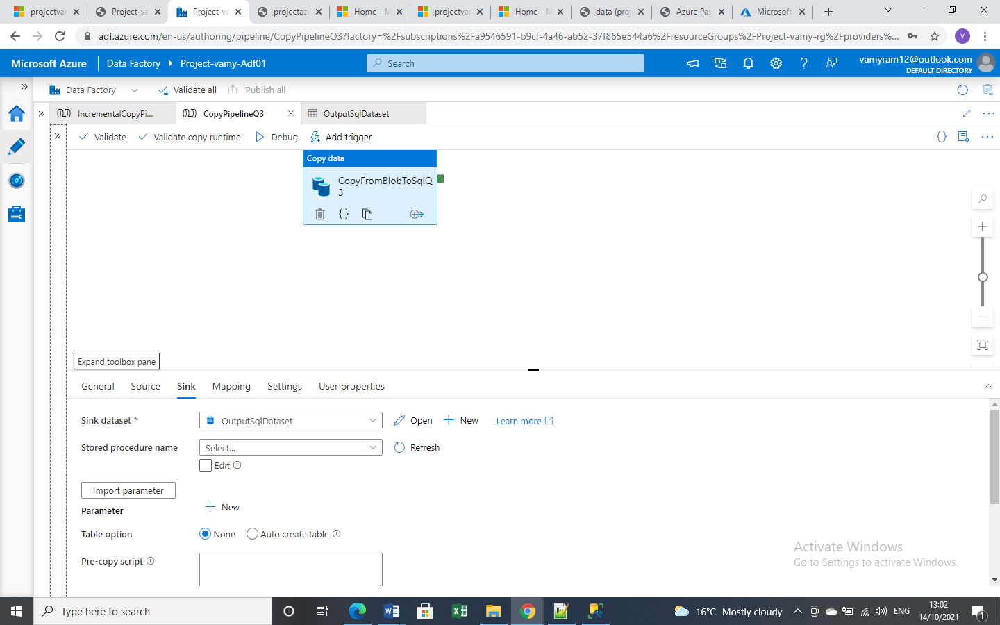 projectvar
Project-va
Project-va
projectaz
Home - M
projectvar
Home - M
data (proj
Azure Pas
Microsoft
adf.azure.com/en-us/authoring/pipeline/CopyPipelineQ3?factory=%2Fsubscriptions%2Fa9546591-b9cf-4a46-ab52-37f865e544a6%2FresourceGroups%2FProject-vamy-rg%2Fproviders%...
v
Microsoft Azure
Data Factory
Project-vamy-Adf01
Search
vamyram12@outlook.com
DEFAULT DIRECTORY
Data Factory
Validate all
Publish all
IncrementalCopyPi...
CopyPipelineQ3
OutputSqlDataset
Validate
Validate copy runtime
Debug
Add trigger
Copy data
CopyFromBlobToSqlQ
3
Expand toolbox pane
General
Source
Sink
Mapping
Settings
User properties
Sink dataset *
OutputSqlDataset
Open
New
Learn more
Stored procedure name
Select...
Refresh
Edit
Import parameter
Parameter
New
Table option
None
Auto create table
Pre-copy script
Activate Windows
Go to Settings to activate Windows.
Type here to search
16°C Mostly cloudy
ENG
13:02
14/10/2021
1